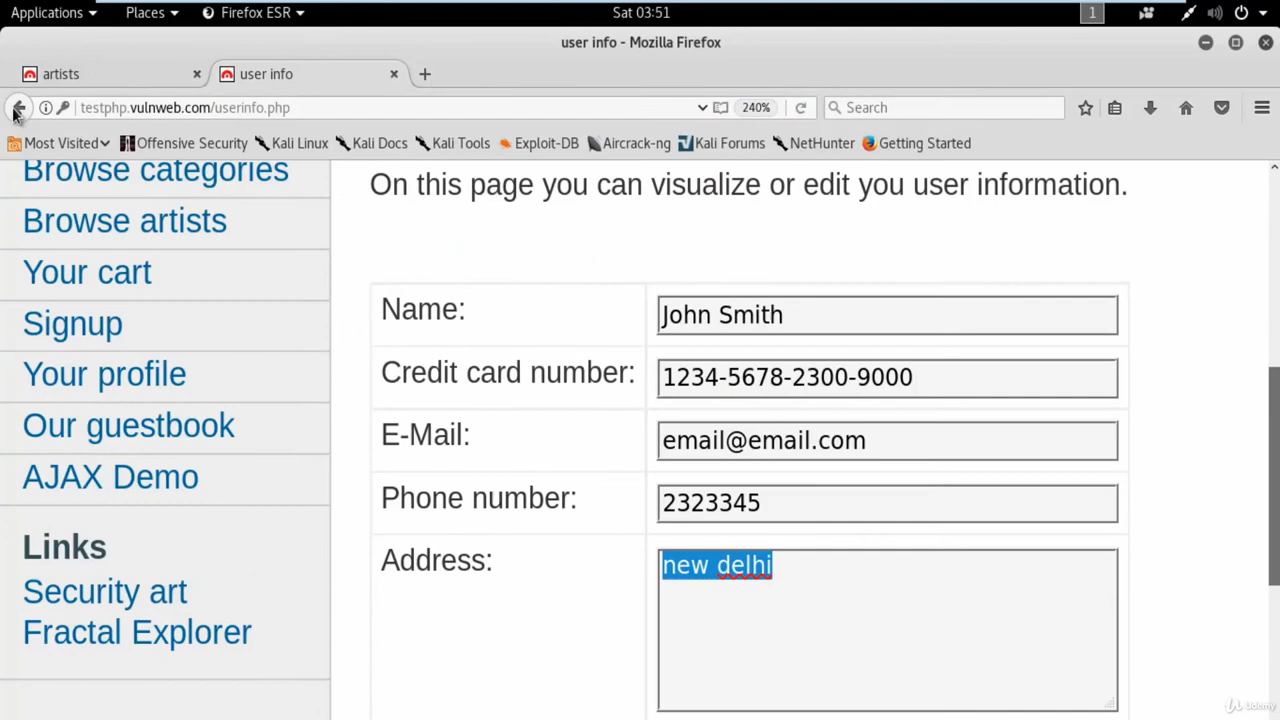 Applications Places Firefox ESR Sat 03:51 1
user info - Mozilla Firefox
artists user info
testphp.vulnweb.com/userinfo.php 240% Search
Most Visited Offensive Security Kali Linux Kali Docs Kali Tools Exploit-DB Aircrack-ng Kali Forums NetHunter Getting Started
Browse categories
Browse artists
Your cart
Signup
Your profile
Our guestbook
AJAX Demo
Links
Security art
Fractal Explorer
On this page you can visualize or edit you user information.
Name: John Smith
Credit card number: 1234-5678-2300-9000
E-Mail: email@email.com
Phone number: 2323345
Address: new delhi
Udemy